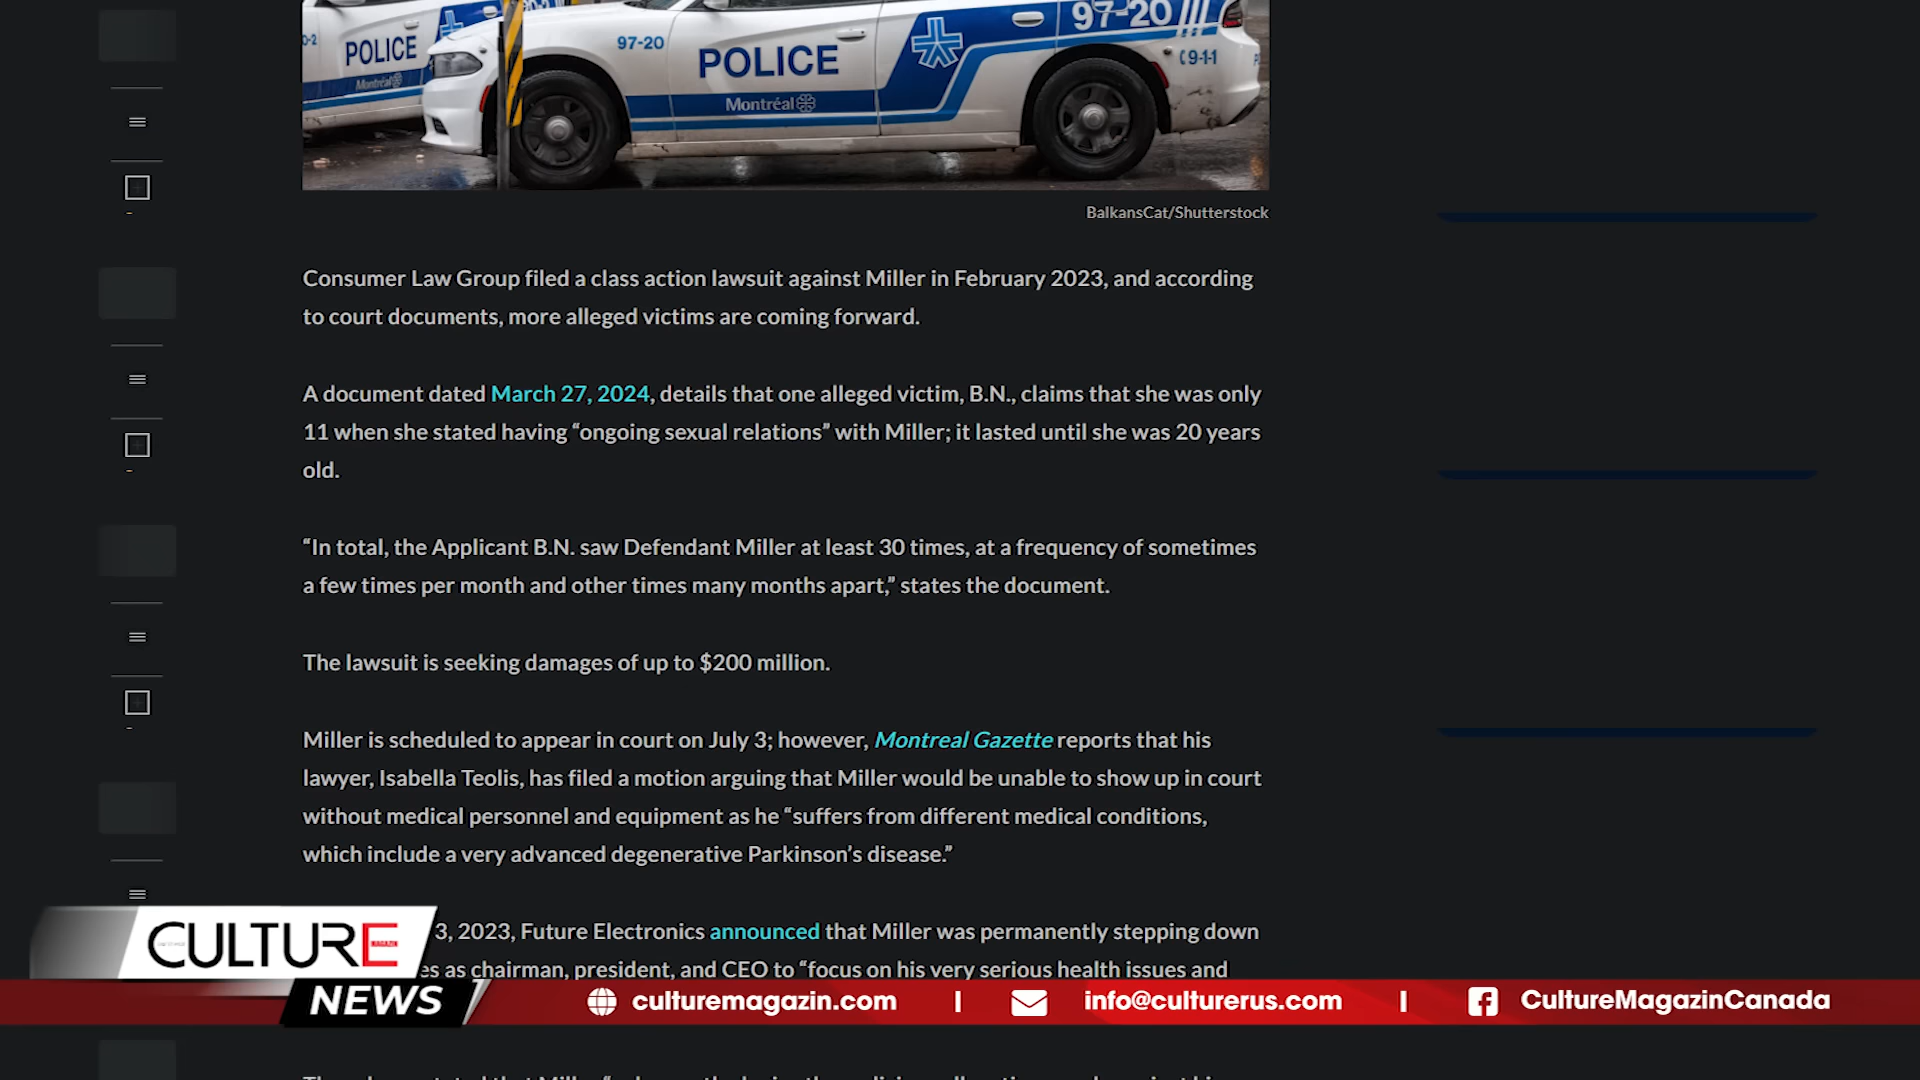 POLICE
Montréal
97-20
POLICE
Montréal
97-20
911
BalkansCat/Shutterstock
Consumer Law Group filed a class action lawsuit against Miller in February 2023, and according
to court documents, more alleged victims are coming forward.
A document dated March 27, 2024, details that one alleged victim, B.N., claims that she was only
11 when she stated having “ongoing sexual relations” with Miller; it lasted until she was 20 years
old.
“In total, the Applicant B.N. saw Defendant Miller at least 30 times, at a frequency of sometimes
a few times per month and other times many months apart,” states the document.
The lawsuit is seeking damages of up to $200 million.
Miller is scheduled to appear in court on July 3; however, Montreal Gazette reports that his
lawyer, Isabella Teolis, has filed a motion arguing that Miller would be unable to show up in court
without medical personnel and equipment as he “suffers from different medical conditions,
which include a very advanced degenerative Parkinson’s disease.”
3, 2023, Future Electronics announced that Miller was permanently stepping down
es as chairman, president, and CEO to “focus on his very serious health issues and
CULTURE
MAGAZIN
NEWS
culturemagazin.com | info@culturerus.com | CultureMagazinCanada